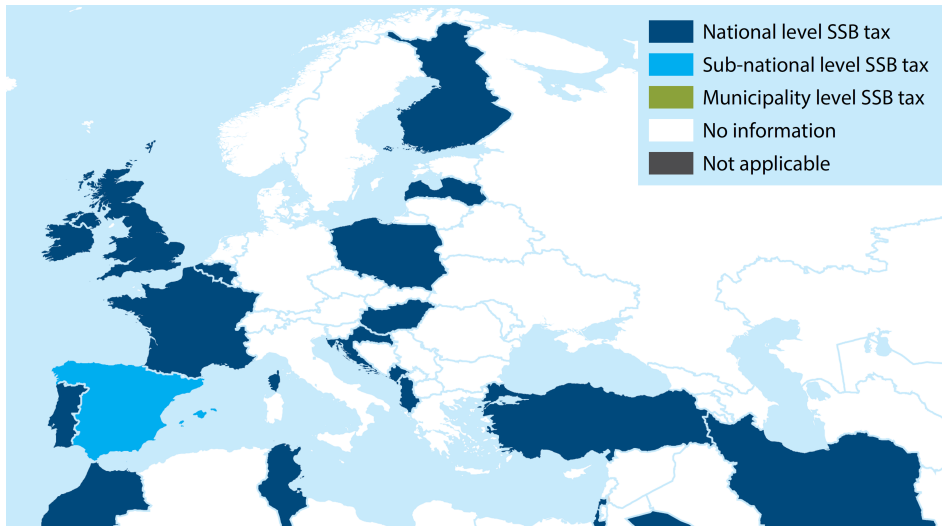 National level SSB tax
Sub-national level SSB tax
Municipality level SSB tax
No information
Not applicable